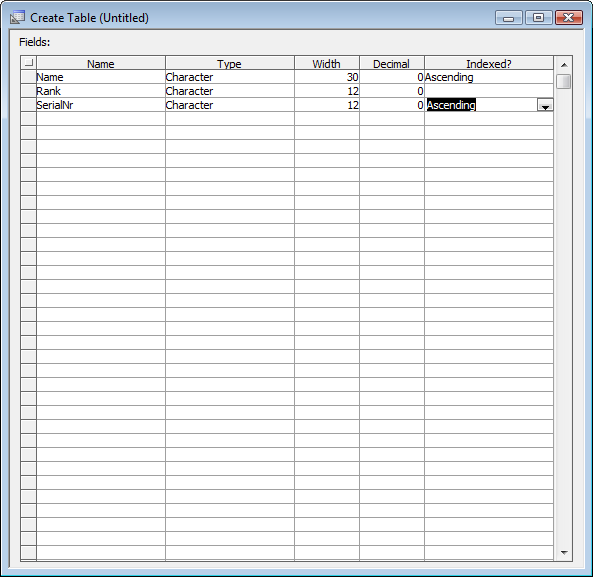 Create Table (Untitled)
Fields:
Name Type Width Decimal Indexed?
Name Character 30 0 Ascending
Rank Character 12 0
SerialNr Character 12 0 Ascending